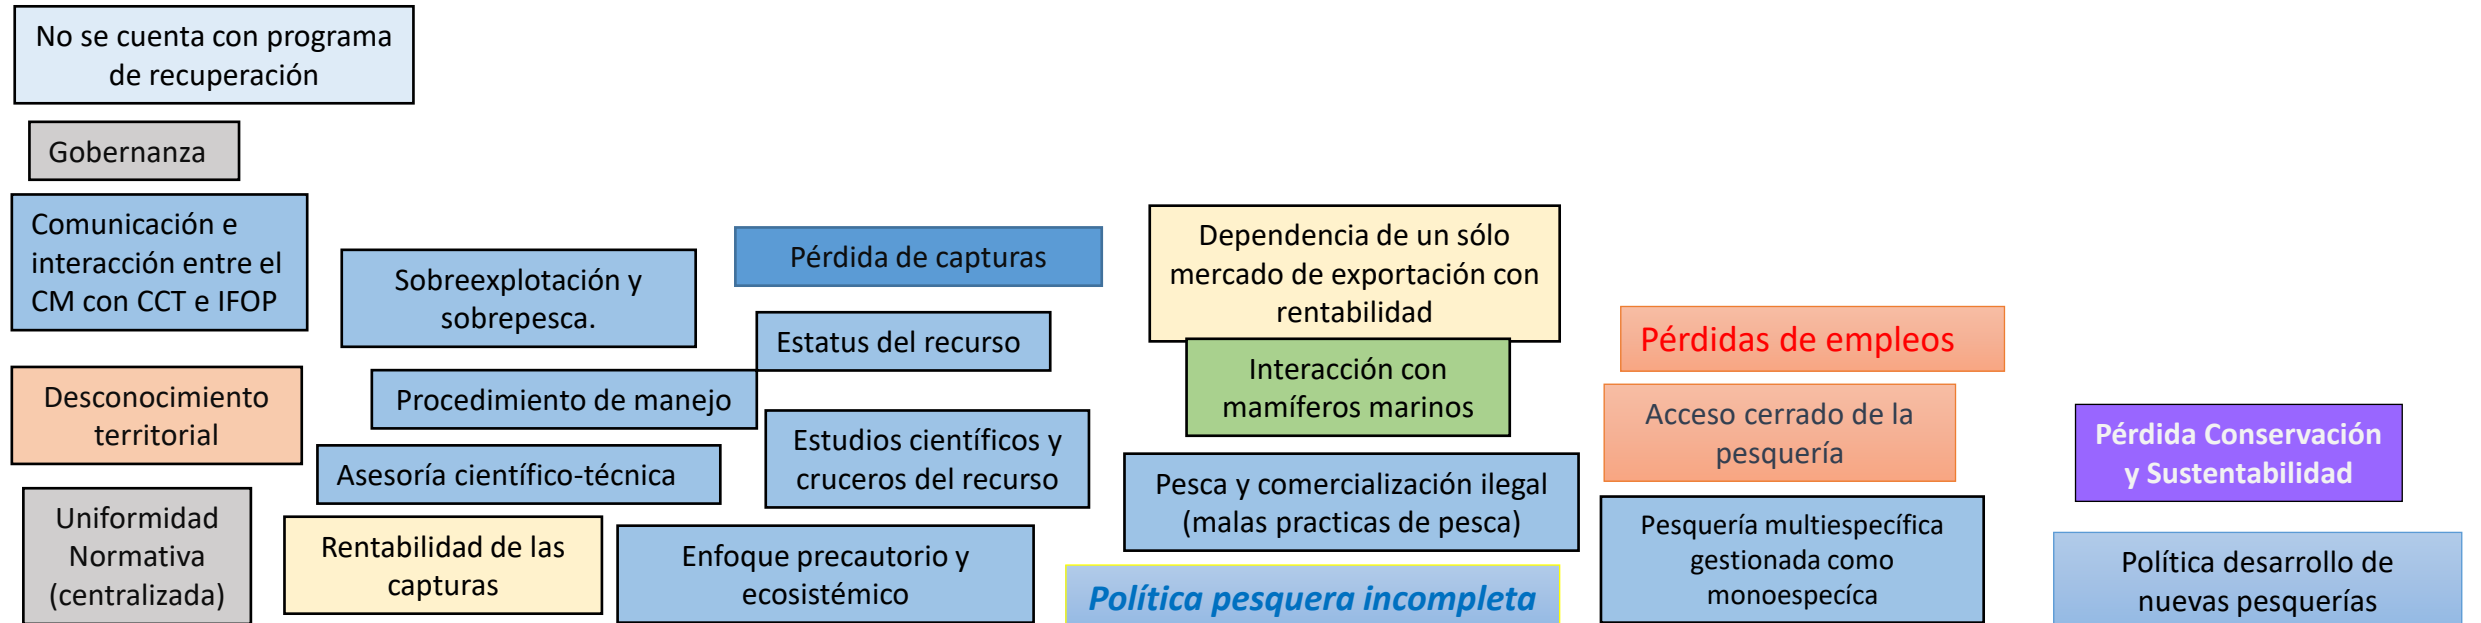 No se cuenta con programa
de recuperación
Gobernanza
Comunicación e
interacción entre el
CM con CCT e IFOP
Desconocimiento
territorial
Uniformidad
Normativa
(centralizada)
Sobreexplotación y
sobrepesca.
Procedimiento de manejo
Asesoría científico-técnica
Rentabilidad de las
capturas
Pérdida de capturas
Estatus del recurso
Estudios científicos y
cruceros del recurso
Enfoque precautorio y
ecosistémico
Dependencia de un sólo
mercado de exportación con
rentabilidad
Interacción con
mamíferos marinos
Pesca y comercialización ilegal
(malas practicas de pesca)
Política pesquera incompleta
Pérdidas de empleos
Acceso cerrado de la
pesquería
Pesquería multiespecífica
gestionada como
monoespecíca
Pérdida Conservación
y Sustentabilidad
Política desarrollo de
nuevas pesquerías